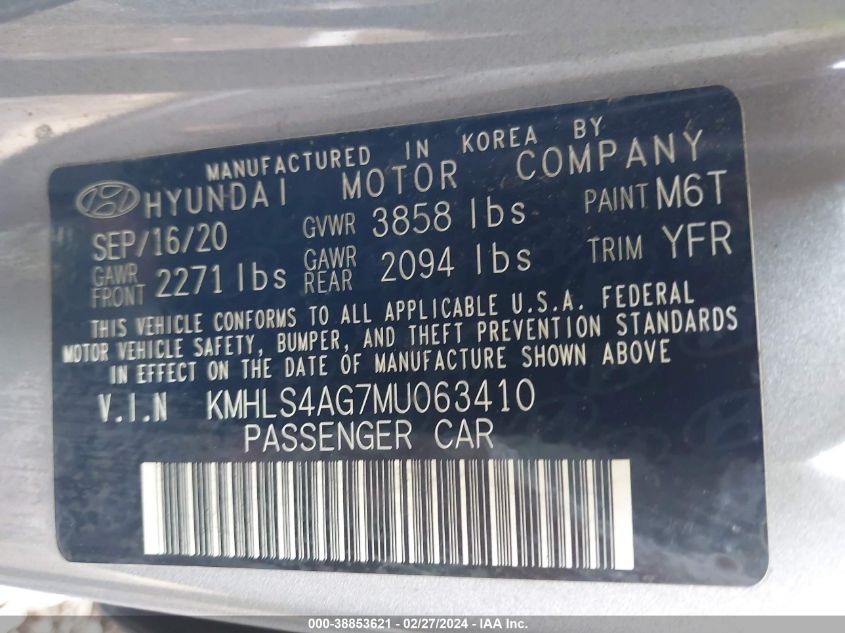 MANUFACTURED IN KOREA BY
HYUNDAI MOTOR COMPANY
SEP/16/20 GVWR 3858 lbs PAINT M6T
GAWR FRONT 2271 lbs GAWR REAR 2094 lbs TRIM YFR
THIS VEHICLE CONFORMS TO ALL APPLICABLE U.S.A. FEDERAL
MOTOR VEHICLE SAFETY, BUMPER, AND THEFT PREVENTION STANDARDS
IN EFFECT ON THE DATE OF MANUFACTURE SHOWN ABOVE
V.I.N KMHLS4AG7MU063410
PASSENGER CAR
000-38853621 - 02/27/2024 - IAA Inc.